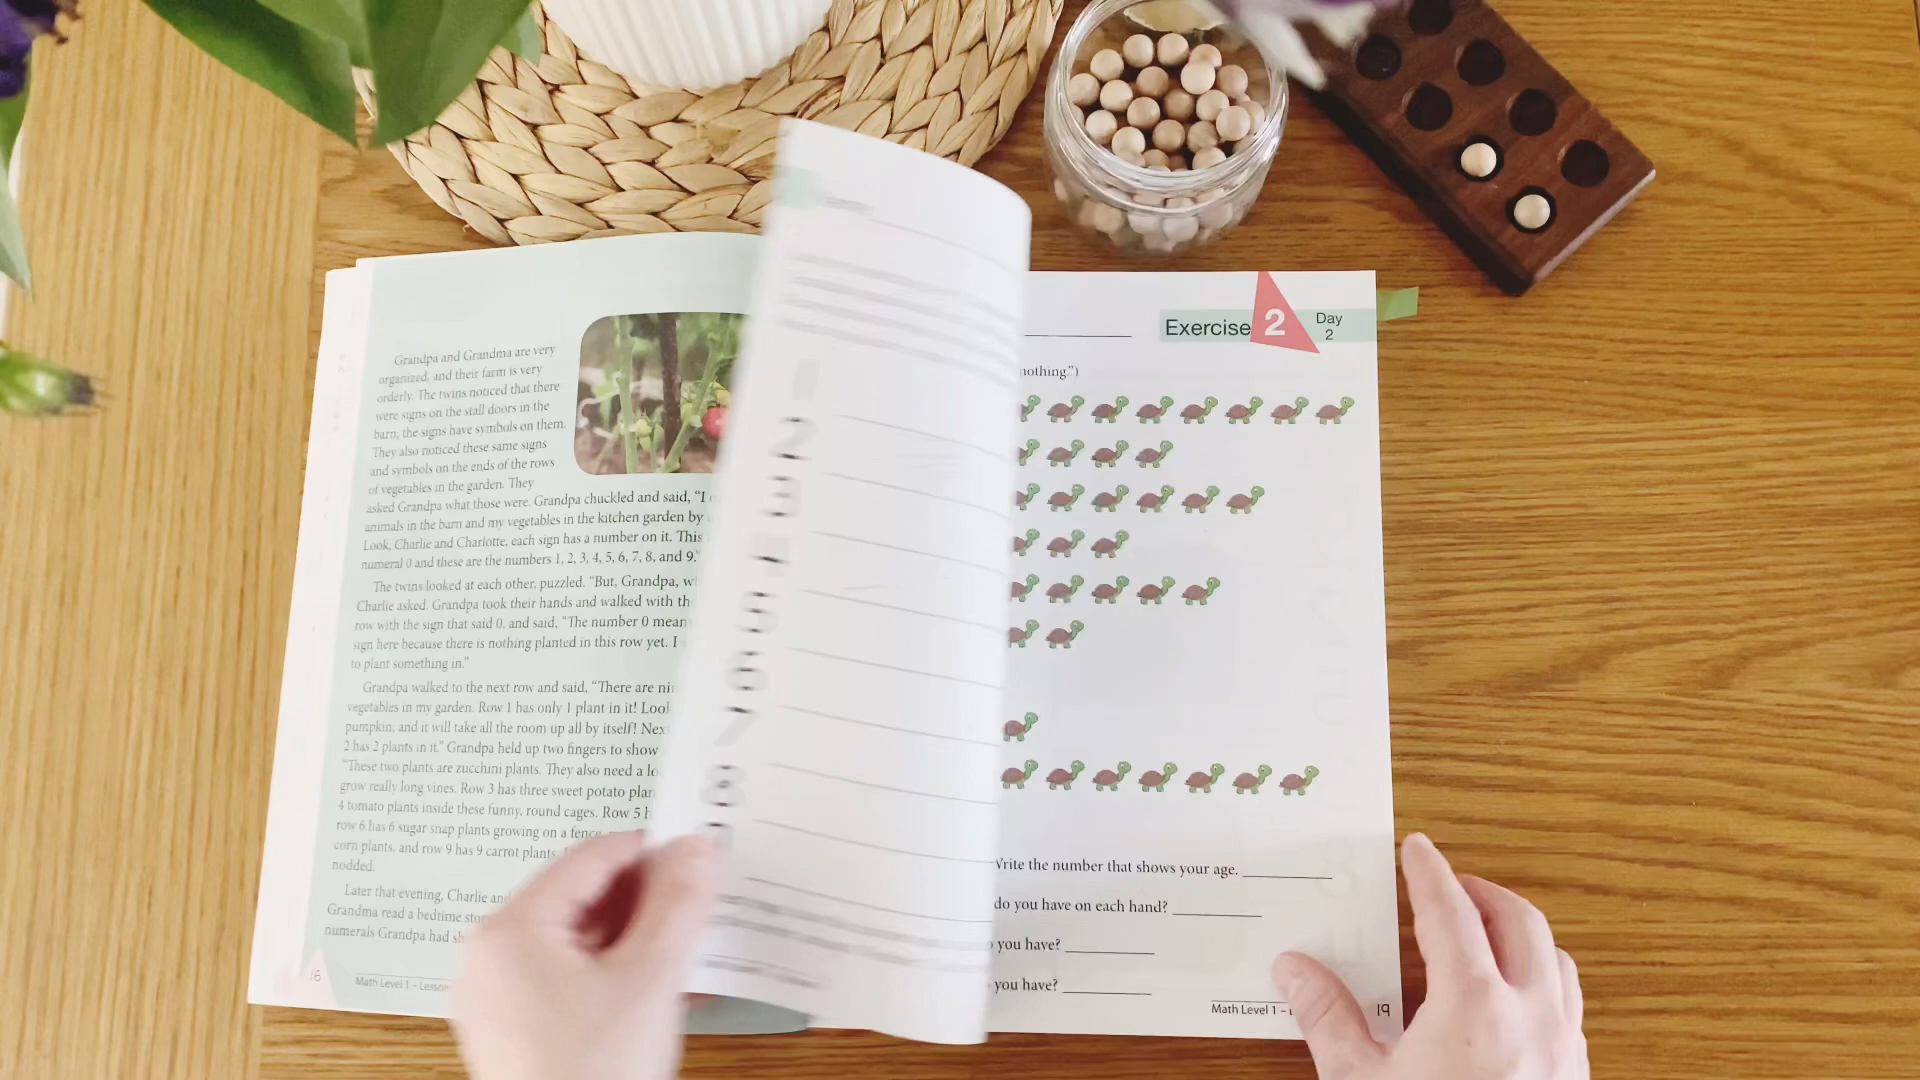 Grandpa and Grandma are very
organized, and their farm is very
orderly. The twins noticed that there
were signs on the stall doors in the
barn; the signs have symbols on them.
They also noticed these same signs
and symbols on the ends of the rows
of vegetables in the garden. They
asked Grandpa what those were. Grandpa chuckled and said, “I
animals in the barn and my vegetables in the kitchen garden by
Look, Charlie and Charlotte, each sign has a number on it. This
numeral 0 and these are the numbers 1, 2, 3, 4, 5, 6, 7, 8, and 9.”
The twins looked at each other, puzzled. “But, Grandpa,
Charlie asked. Grandpa took their hands and walked with
row with the sign that said 0, and said, “The number 0
sign here because there is nothing planted in this row yet. I
to plant something in.”
Grandpa walked to the next row and said, “There are
vegetables in my garden. Row 1 has only 1 plant in it!
pumpkin, and it will take all the room up all by itself!
2 has 2 plants in it.” Grandpa held up two fingers to show
“These two plants are zucchini plants. They also need a
grow really long vines. Row 3 has three sweet potato
4 tomato plants inside these funny, round cages. Row 5
row 6 has 6 sugar snap plants growing on a fence,
corn plants, and row 9 has 9 carrot plants.
nodded.
Later that evening, Charlie and
Grandma read a bedtime
numerals Grandpa had
16
Math Level 1 – Lesson
2
3
5
6
7
8
Exercise 2
Day
2
nothing.”)
Write the number that shows your age.
do you have on each hand?
you have?
you have?
Math Level 1 –
19